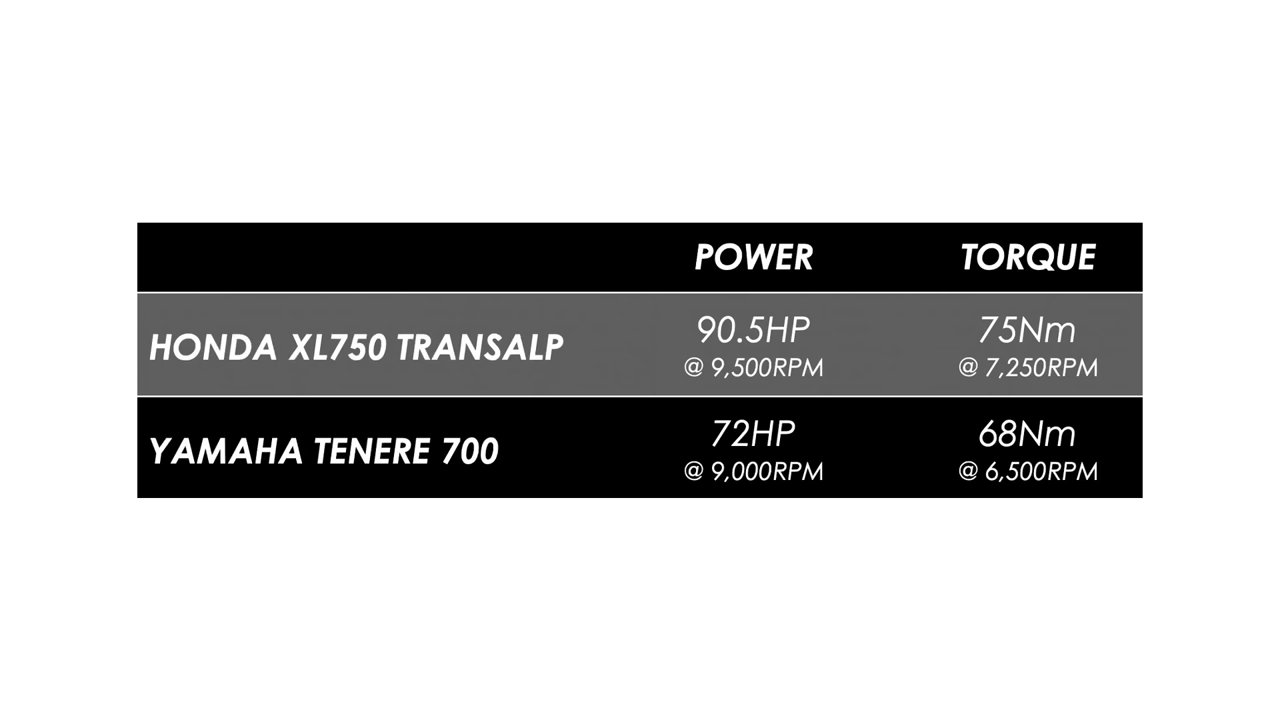 POWER TORQUE
HONDA XL750 TRANSALP 90.5HP 75Nm
@ 9,500RPM @ 7,250RPM
YAMAHA TENERE 700 72HP 68Nm
@ 9,000RPM @ 6,500RPM